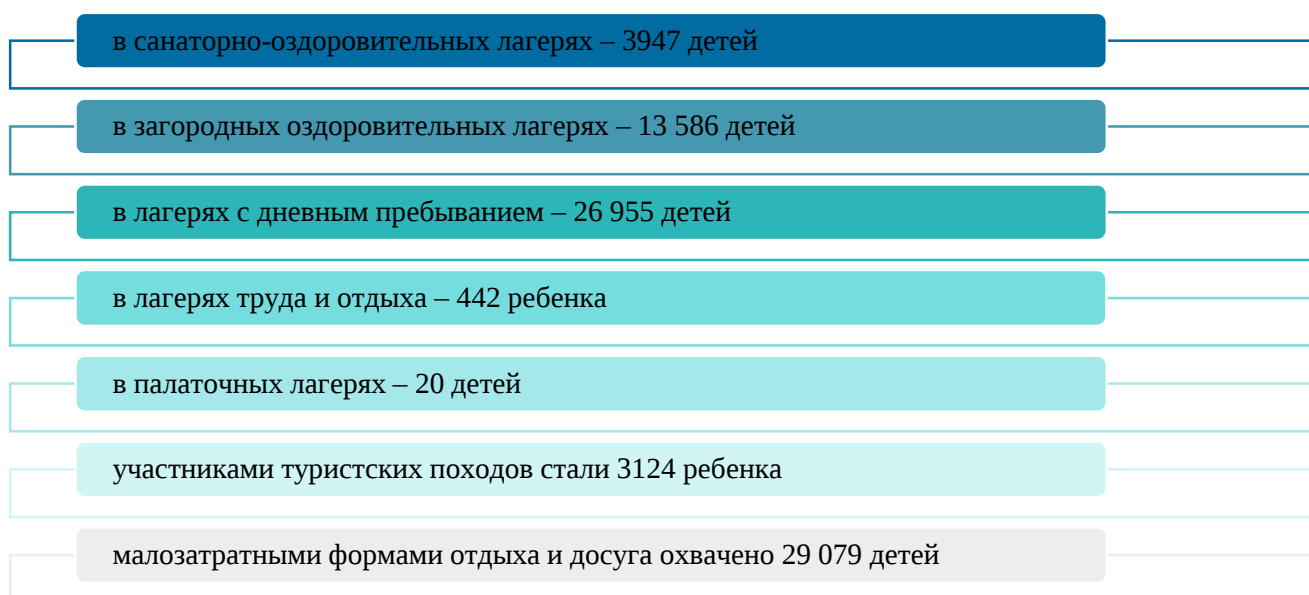 в санаторно-оздоровительных лагерях – 3947 детей
в загородных оздоровительных лагерях – 13 586 детей
в лагерях с дневным пребыванием – 26 955 детей
в лагерях труда и отдыха – 442 ребенка
в палаточных лагерях – 20 детей
участниками туристских походов стали 3124 ребенка
малозатратными формами отдыха и досуга охвачено 29 079 детей